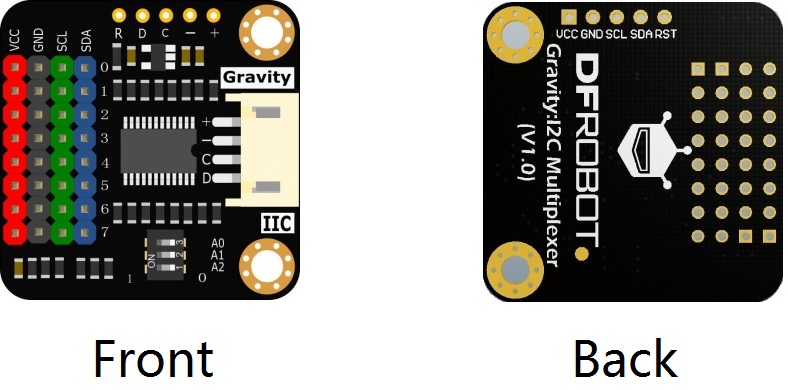 VCC GND SCL SDA
R D C − +
0
1
2
3
4
5
6
7
Gravity
+
−
C
D
IIC
ON
3
2
1
A0
A1
A2
1 0
Front
VCC GND SCL SDA RST
DFROBOT
Gravity:I2C Multiplexer
(V1.0)
Back